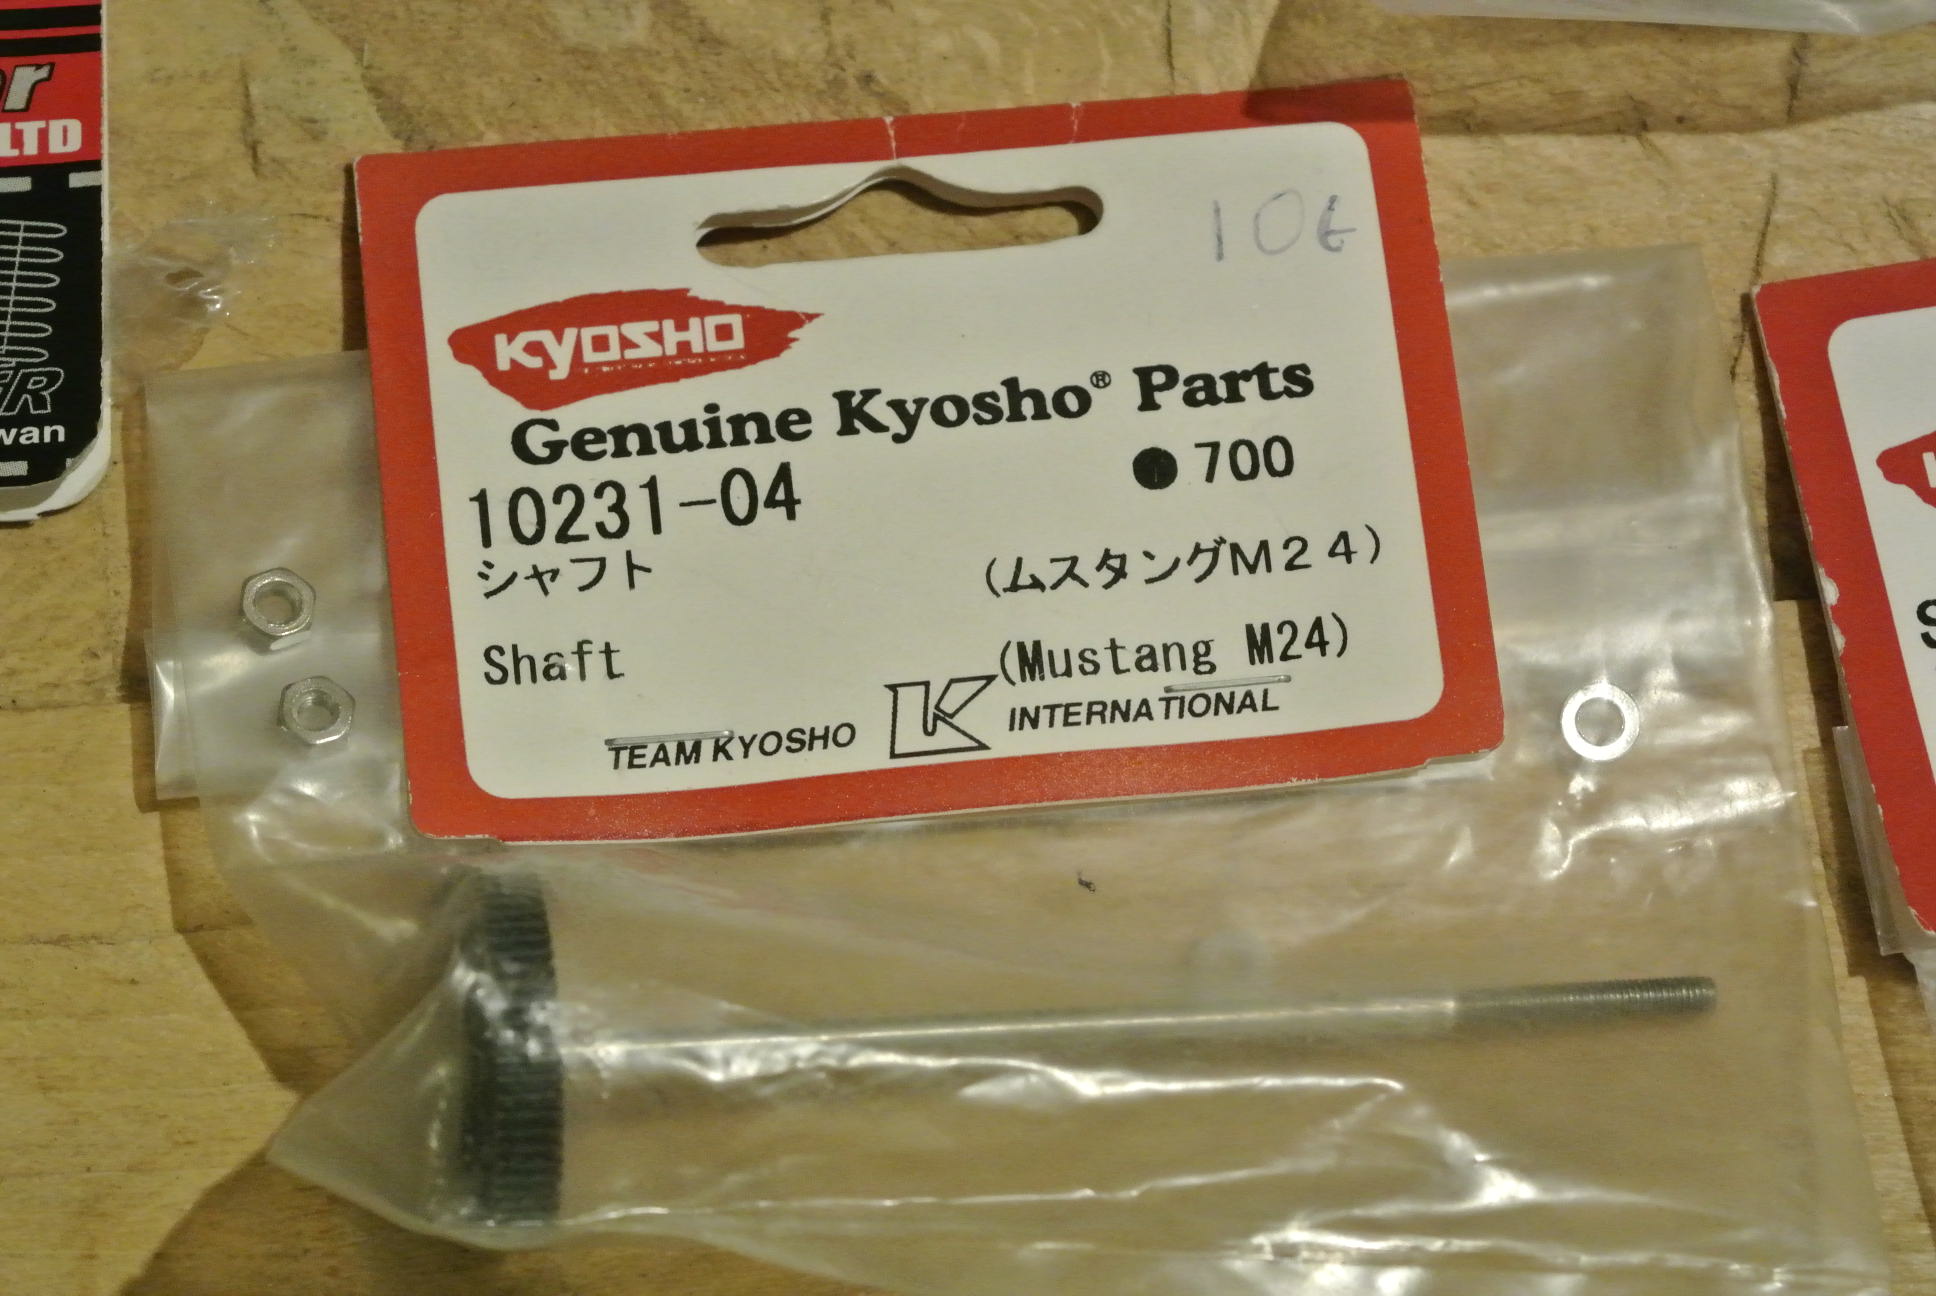 r
LTD
ER
wan
10€
KYOSHO
Genuine Kyosho® Parts
10231-04 ●700
シャフト (ムスタングM24)
Shaft (Mustang M24)
TEAM KYOSHO K INTERNATIONAL
K
S